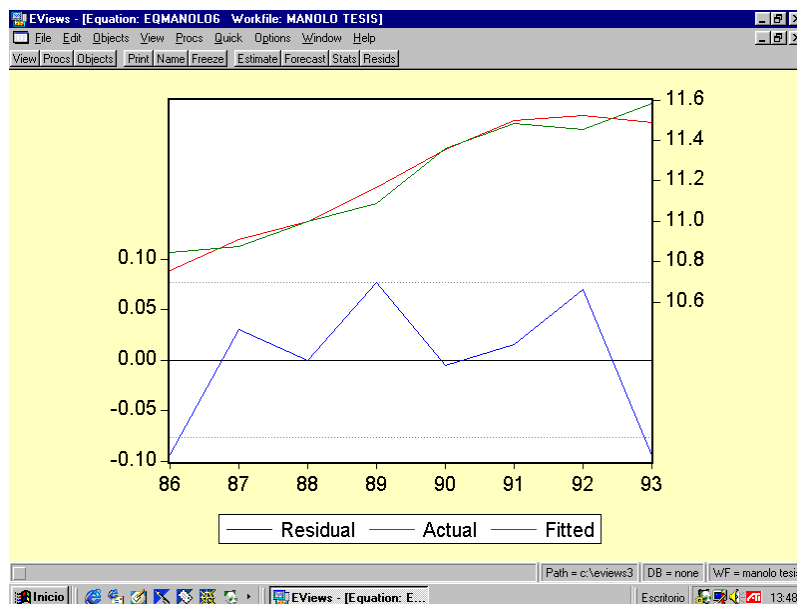 EViews - [Equation: EQMANOLO6 Workfile: MANOLO TESIS]
File Edit Objects View Procs Quick Options Window Help
View Procs Objects Print Name Freeze Estimate Forecast Stats Resids
11.6
11.4
11.2
11.0
10.8
10.6
0.10
0.05
0.00
-0.05
-0.10
86 87 88 89 90 91 92 93
Residual Actual Fitted
Path = c:\eviews3 DB = none WF = manolo tesi
Inicio EViews - [Equation: E... Escritorio ATI 13:48